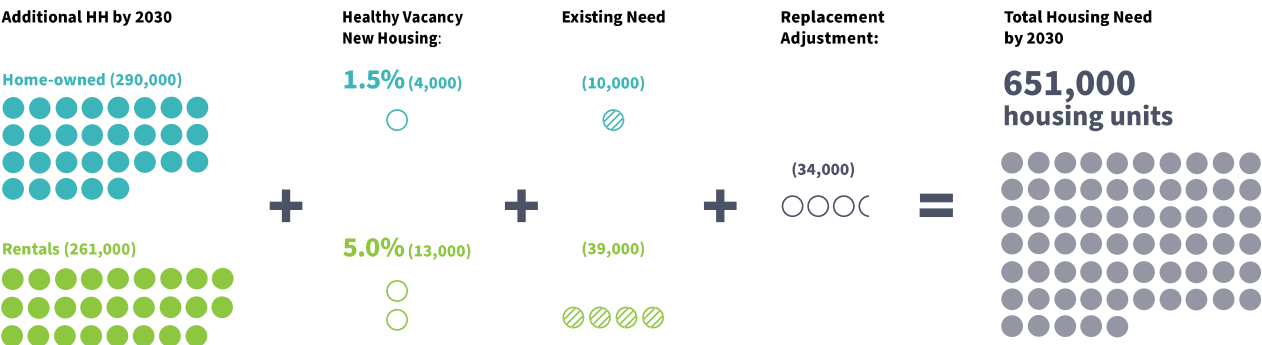 Additional HH by 2030
Home-owned (290,000)
Rentals (261,000)
+
Healthy Vacancy
New Housing:
1.5% (4,000)
5.0% (13,000)
+
Existing Need
(10,000)
(39,000)
+
Replacement
Adjustment:
(34,000)
=
Total Housing Need
by 2030
651,000
housing units